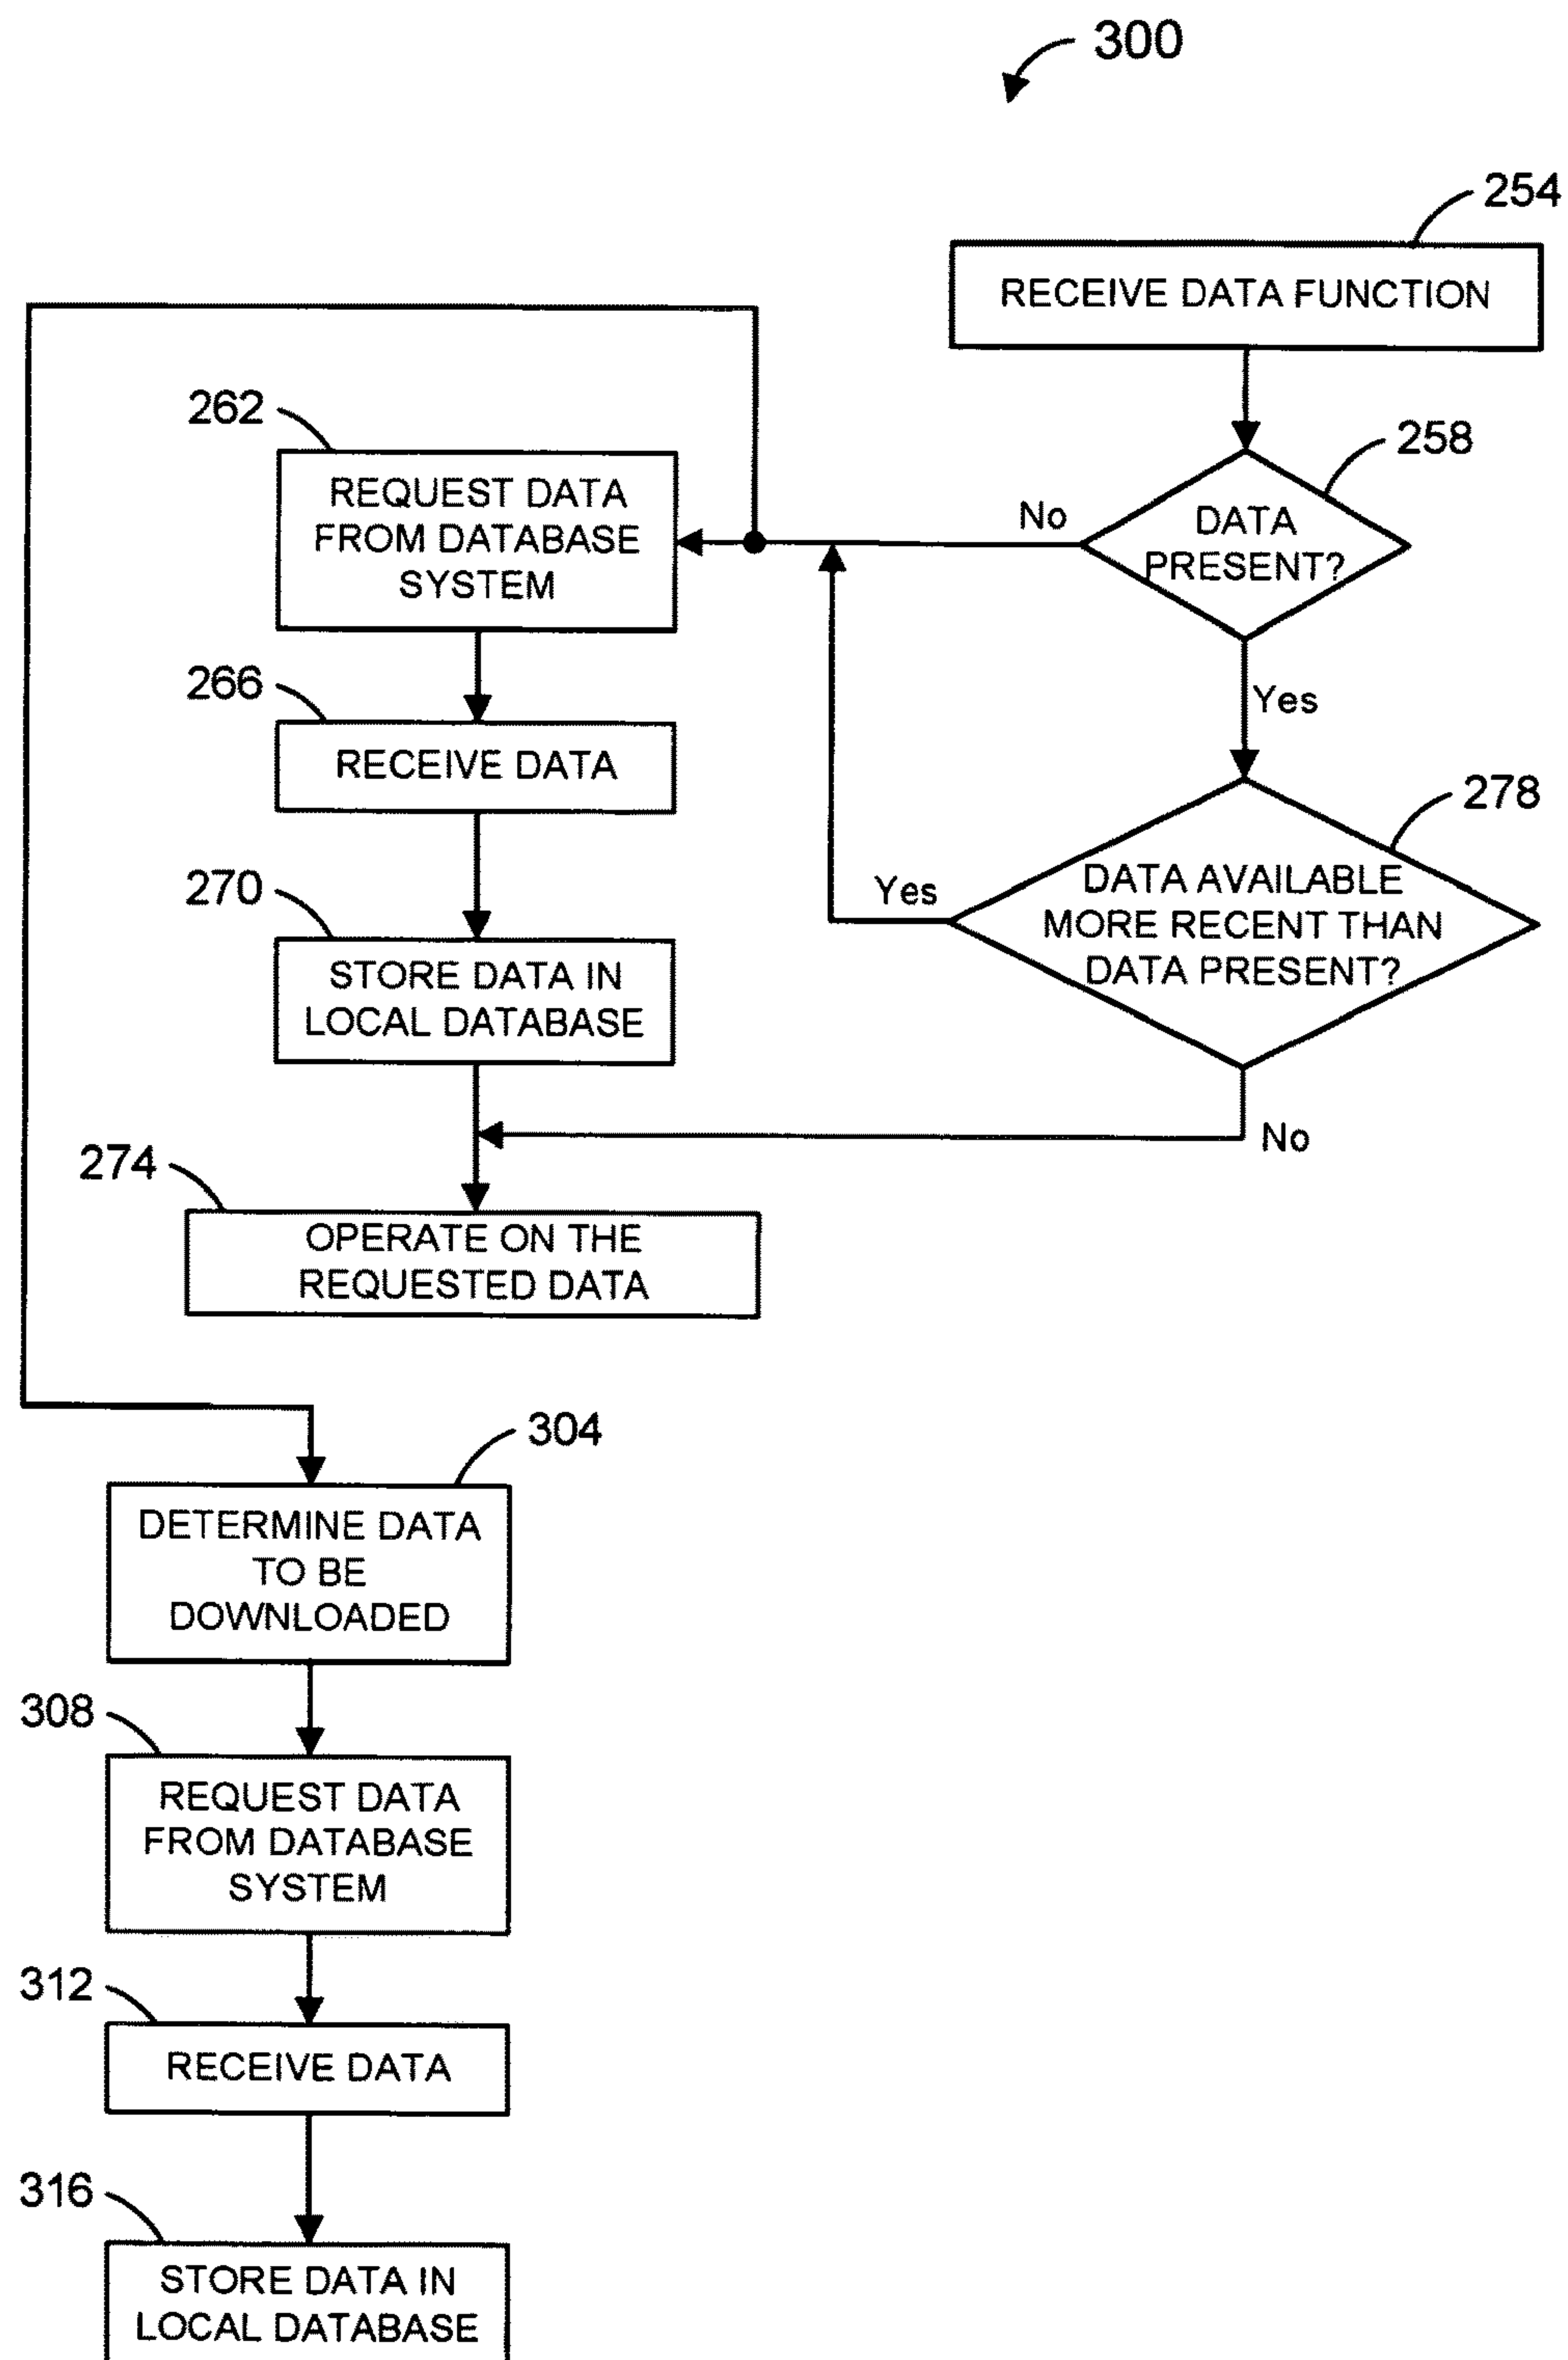 300
254
RECEIVE DATA FUNCTION
262
258
REQUEST DATA
FROM DATABASE
SYSTEM
No
DATA
PRESENT?
266
Yes
RECEIVE DATA
278
270
Yes
DATA AVAILABLE
MORE RECENT THAN
DATA PRESENT?
STORE DATA IN
LOCAL DATABASE
No
274
OPERATE ON THE
REQUESTED DATA
304
DETERMINE DATA
TO BE
DOWNLOADED
308
REQUEST DATA
FROM DATABASE
SYSTEM
312
RECEIVE DATA
316
STORE DATA IN
LOCAL DATABASE